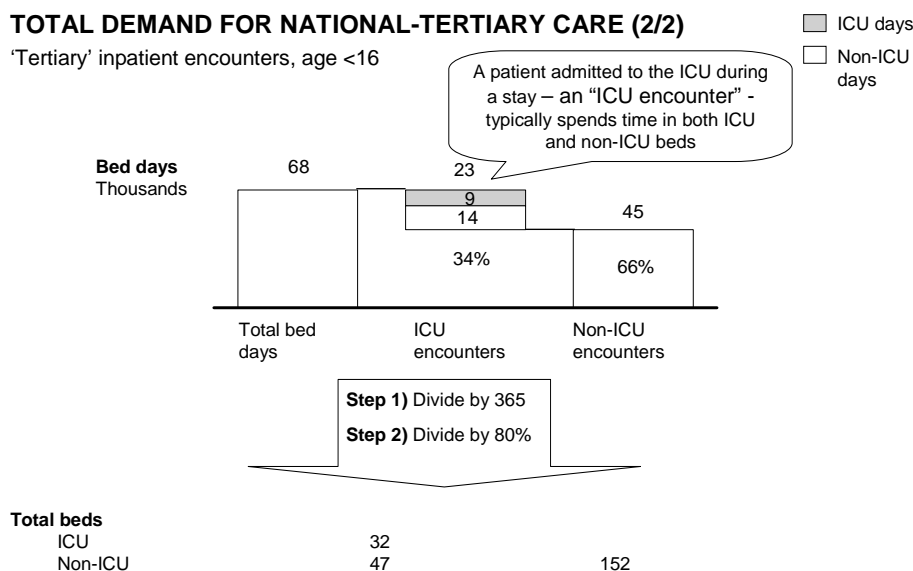 TOTAL DEMAND FOR NATIONAL-TERTIARY CARE (2/2)
‘Tertiary’ inpatient encounters, age <16
ICU days
Non-ICU
days
A patient admitted to the ICU during
a stay – an “ICU encounter” -
typically spends time in both ICU
and non-ICU beds
Bed days
Thousands
68
23
9
14
45
34%
66%
Total bed
days
ICU
encounters
Non-ICU
encounters
Step 1) Divide by 365
Step 2) Divide by 80%
Total beds
ICU 32
Non-ICU 47 152